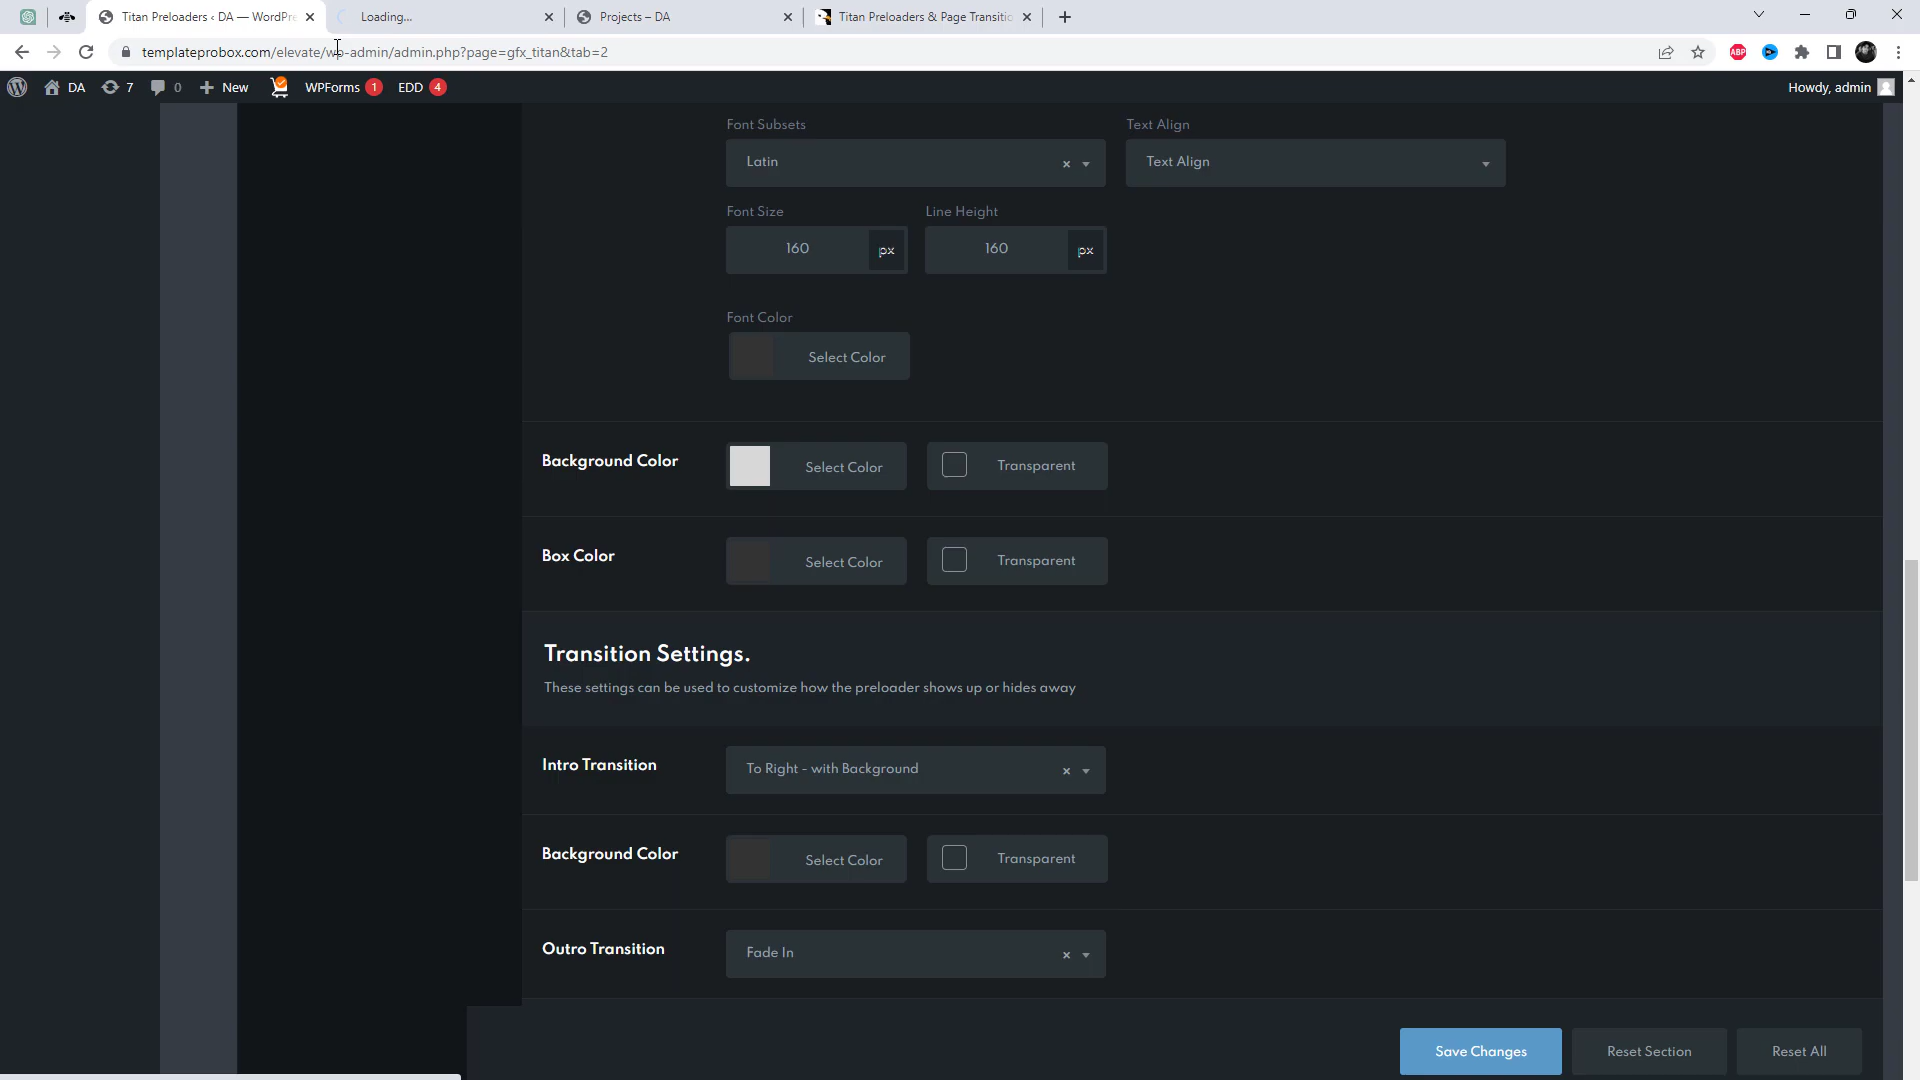 Titan Preloaders ‹ DA — WordPre
Loading...
Projects – DA
Titan Preloaders & Page Transitio
templateprobox.com/elevate/wp-admin/admin.php?page=gfx_titan&tab=2
ABP
DA
7
0
New
WPForms 1
EDD 4
Howdy, admin
Font Subsets
Text Align
Latin
Text Align
Font Size
Line Height
160 px
160 px
Font Color
Select Color
Background Color
Select Color
Transparent
Box Color
Select Color
Transparent
Transition Settings.
These settings can be used to customize how the preloader shows up or hides away
Intro Transition
To Right - with Background
Background Color
Select Color
Transparent
Outro Transition
Fade In
Save Changes
Reset Section
Reset All